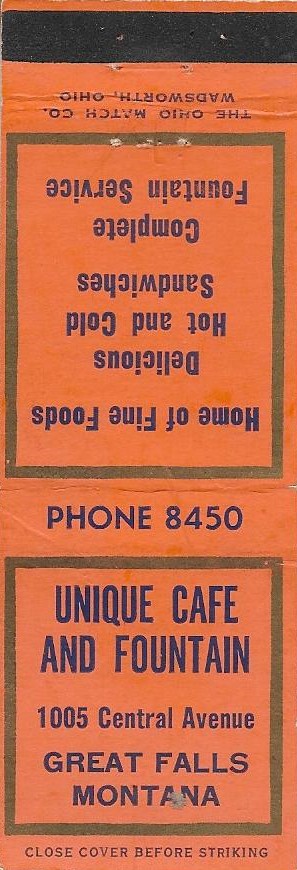 PHONE 8450
UNIQUE CAFE
AND FOUNTAIN
1005 Central Avenue
GREAT FALLS
MONTANA
CLOSE COVER BEFORE STRIKING
Home of Fine Foods
Delicious
Hot and Cold
Sandwiches
Complete
Fountain Service
THE OHIO MATCH CO.
WADSWORTH, OHIO